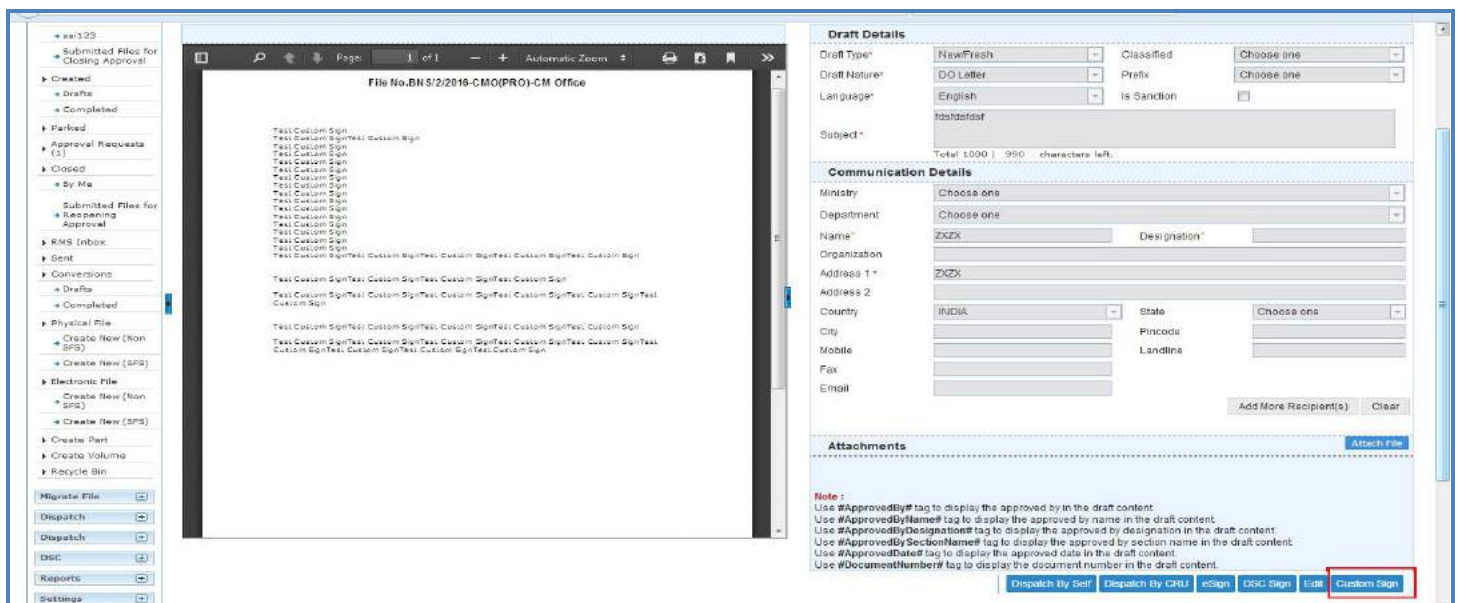 sai123
Submitted Files for
Closing Approval
Created
Drafts
Completed
Parked
Approval Requests
(1)
Closed
By Me
Submitted Files for
Reopening
Approval
RMS Inbox
Sent
Conversions
Drafts
Completed
Physical File
Create New (Non
SFS)
Create New (SFS)
Electronic File
Create New (Non
SFS)
Create New (SFS)
Create Part
Create Volume
Recycle Bin
Migrate File
Dispatch
Dispatch
DSC
Reports
Settings
Page: 1 of 1 Automatic Zoom
File No.BNS/2/2016-CMO(PRO)-CM Office
Test Custom Sign
Test Custom SignTest Custom Sign
Test Custom Sign
Test Custom Sign
Test Custom Sign
Test Custom Sign
Test Custom Sign
Test Custom Sign
Test Custom Sign
Test Custom Sign
Test Custom Sign
Test Custom Sign
Test Custom Sign
Test Custom Sign
Test Custom Sign
Test Custom Sign
Test Custom SignTest Custom SignTest Custom SignTest Custom SignTest Custom Sign
Test Custom SignTest Custom SignTest Custom SignTest Custom Sign
Test Custom SignTest Custom SignTest Custom SignTest Custom SignTest Custom SignTest
Custom Sign
Test Custom SignTest Custom SignTest Custom SignTest Custom SignTest Custom Sign
Test Custom SignTest Custom SignTest Custom SignTest Custom SignTest Custom SignTest
Custom SignTest Custom SignTest Custom SignTest Custom Sign
Draft Details
Draft Type* New/Fresh Classified Choose one
Draft Nature* DO Letter Prefix Choose one
Language* English Is Sanction
Subject * fdsfdsfdsf
Total 1000 | 990 characters left.
Communication Details
Ministry Choose one
Department Choose one
Name* ZXZX Designation*
Organization
Address 1 * ZXZX
Address 2
Country INDIA State Choose one
City Pincode
Mobile Landline
Fax
Email
Add More Recipient(s) Clear
Attachments Attach File
Note :
Use #ApprovedBy# tag to display the approved by in the draft content.
Use #ApprovedByName# tag to display the approved by name in the draft content.
Use #ApprovedByDesignation# tag to display the approved by designation in the draft content.
Use #ApprovedBySectionName# tag to display the approved by section name in the draft content.
Use #ApprovedDate# tag to display the approved date in the draft content.
Use #DocumentNumber# tag to display the document number in the draft content.
Dispatch By Self Dispatch By CRU eSign DSC Sign Edit Custom Sign